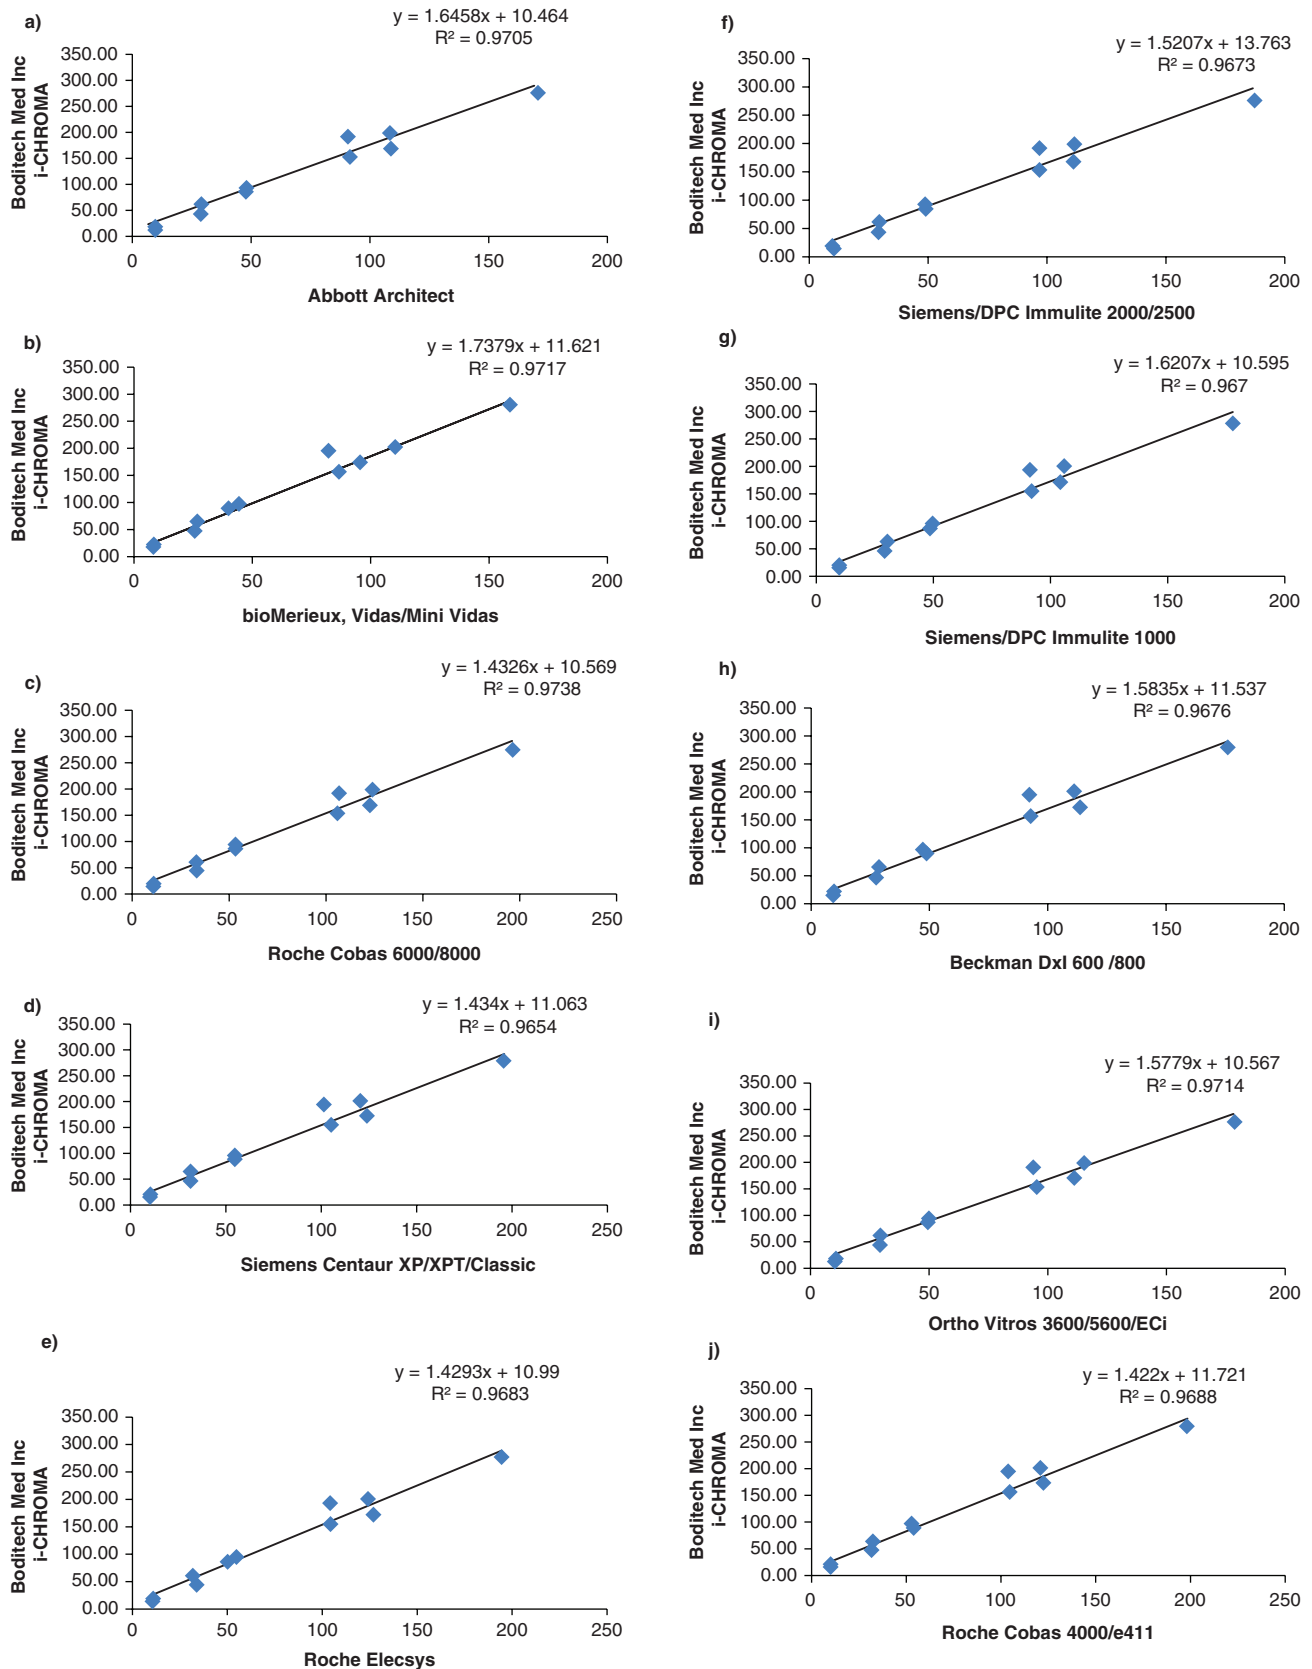 a)
y = 1.6458x + 10.464
R² = 0.9705
Boditech Med Inc
i-CHROMA
350.00
300.00
250.00
200.00
150.00
100.00
50.00
0.00
0 50 100 150 200
Abbott Architect
b)
y = 1.7379x + 11.621
R² = 0.9717
Boditech Med Inc
i-CHROMA
350.00
300.00
250.00
200.00
150.00
100.00
50.00
0.00
0 50 100 150 200
bioMerieux, Vidas/Mini Vidas
c)
y = 1.4326x + 10.569
R² = 0.9738
Boditech Med Inc
i-CHROMA
350.00
300.00
250.00
200.00
150.00
100.00
50.00
0.00
0 50 100 150 200 250
Roche Cobas 6000/8000
d)
y = 1.434x + 11.063
R² = 0.9654
Boditech Med Inc
i-CHROMA
350.00
300.00
250.00
200.00
150.00
100.00
50.00
0.00
0 50 100 150 200 250
Siemens Centaur XP/XPT/Classic
e)
y = 1.4293x + 10.99
R² = 0.9683
Boditech Med Inc
i-CHROMA
350.00
300.00
250.00
200.00
150.00
100.00
50.00
0.00
0 50 100 150 200 250
Roche Elecsys
f)
y = 1.5207x + 13.763
R² = 0.9673
Boditech Med Inc
i-CHROMA
350.00
300.00
250.00
200.00
150.00
100.00
50.00
0.00
0 50 100 150 200
Siemens/DPC Immulite 2000/2500
g)
y = 1.6207x + 10.595
R² = 0.967
Boditech Med Inc
i-CHROMA
350.00
300.00
250.00
200.00
150.00
100.00
50.00
0.00
0 50 100 150 200
Siemens/DPC Immulite 1000
h)
y = 1.5835x + 11.537
R² = 0.9676
Boditech Med Inc
i-CHROMA
350.00
300.00
250.00
200.00
150.00
100.00
50.00
0.00
0 50 100 150 200
Beckman DxI 600 /800
i)
y = 1.5779x + 10.567
R² = 0.9714
Boditech Med Inc
i-CHROMA
350.00
300.00
250.00
200.00
150.00
100.00
50.00
0.00
0 50 100 150 200
Ortho Vitros 3600/5600/ECi
j)
y = 1.422x + 11.721
R² = 0.9688
Boditech Med Inc
i-CHROMA
350.00
300.00
250.00
200.00
150.00
100.00
50.00
0.00
0 50 100 150 200 250
Roche Cobas 4000/e411